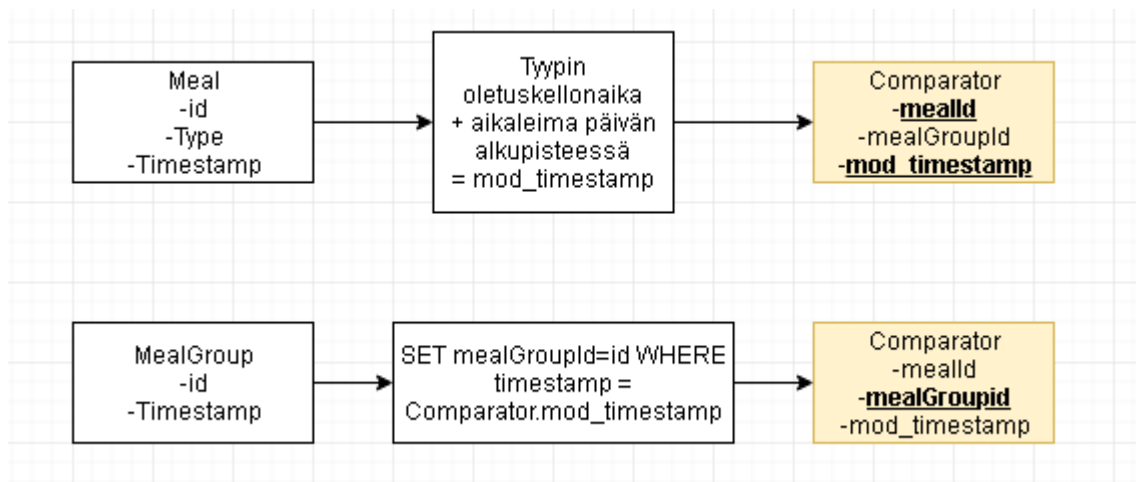 Meal
-id
-Type
-Timestamp
Tyypin
oletuskellonaika
+ aikaleima päivän
alkupisteessä
= mod_timestamp
Comparator
-mealId
-mealGroupId
-mod_timestamp
MealGroup
-id
-Timestamp
SET mealGroupId=id WHERE
timestamp =
Comparator.mod_timestamp
Comparator
-mealId
-mealGroupid
-mod_timestamp